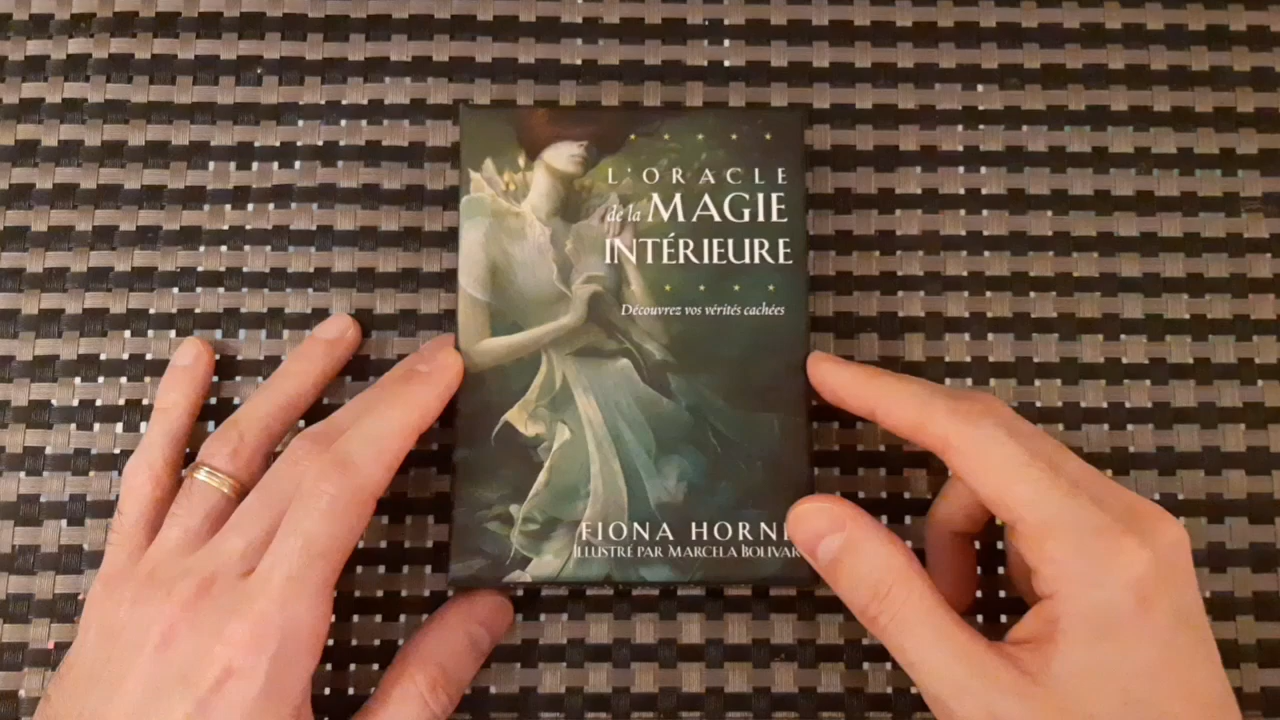 L'ORACLE
de la MAGIE
INTÉRIEURE
Découvrez vos vérités cachées
FIONA HORNE
ILLUSTRÉ PAR MARCELA BOLIVAR